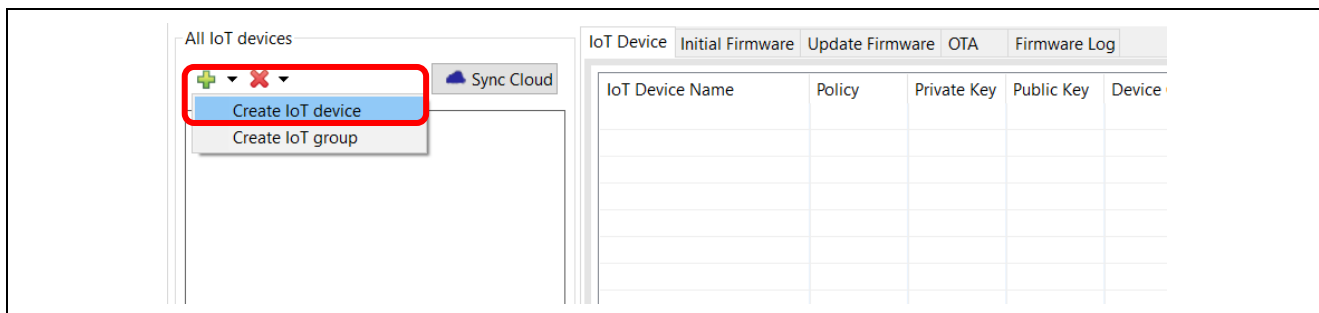 All IoT devices
Sync Cloud
Create IoT device
Create IoT group
IoT Device Initial Firmware Update Firmware OTA Firmware Log
IoT Device Name Policy Private Key Public Key Device